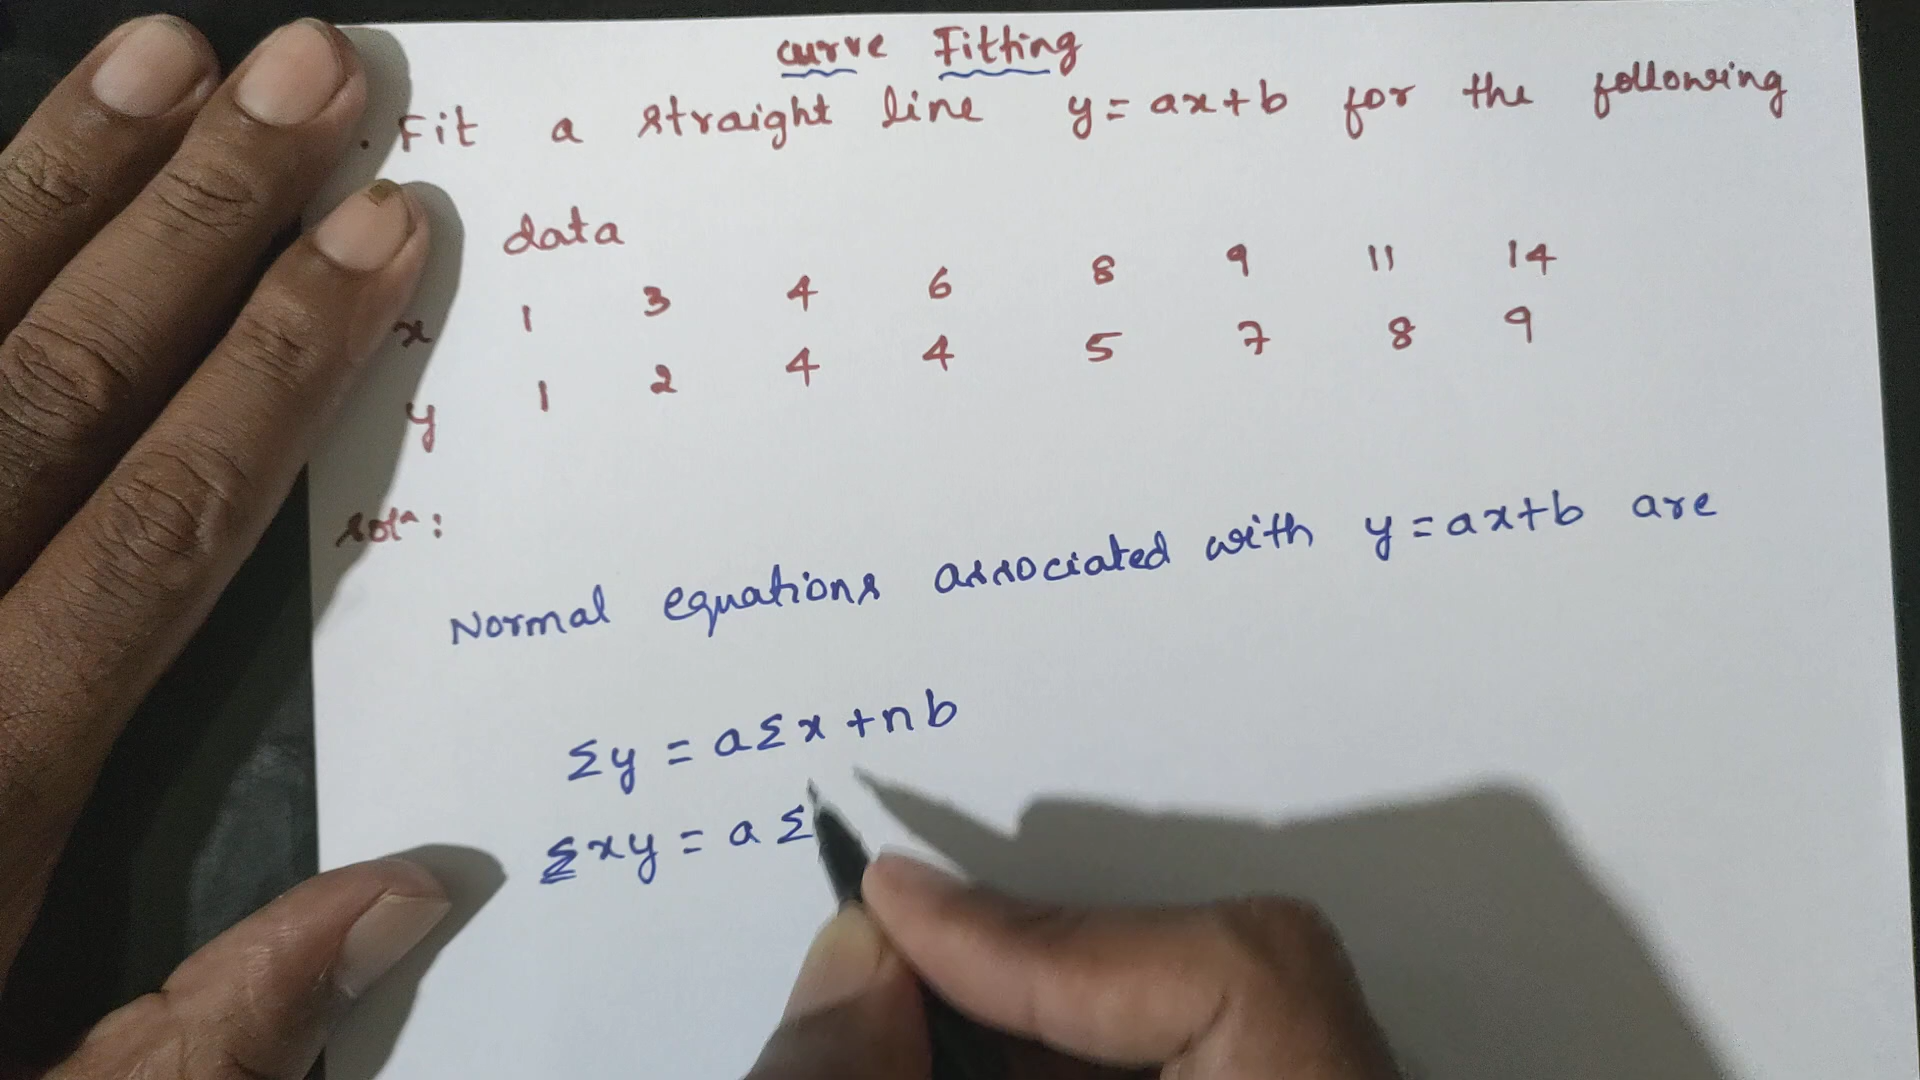 Curve Fitting
. Fit a straight line y = ax+b for the following
data
x 1 3 4 6 8 9 11 14
y 1 2 4 4 5 7 8 9
Solⁿ:
Normal equations associated with y = ax+b are
Σy = aΣx + nb
Σxy = aΣ